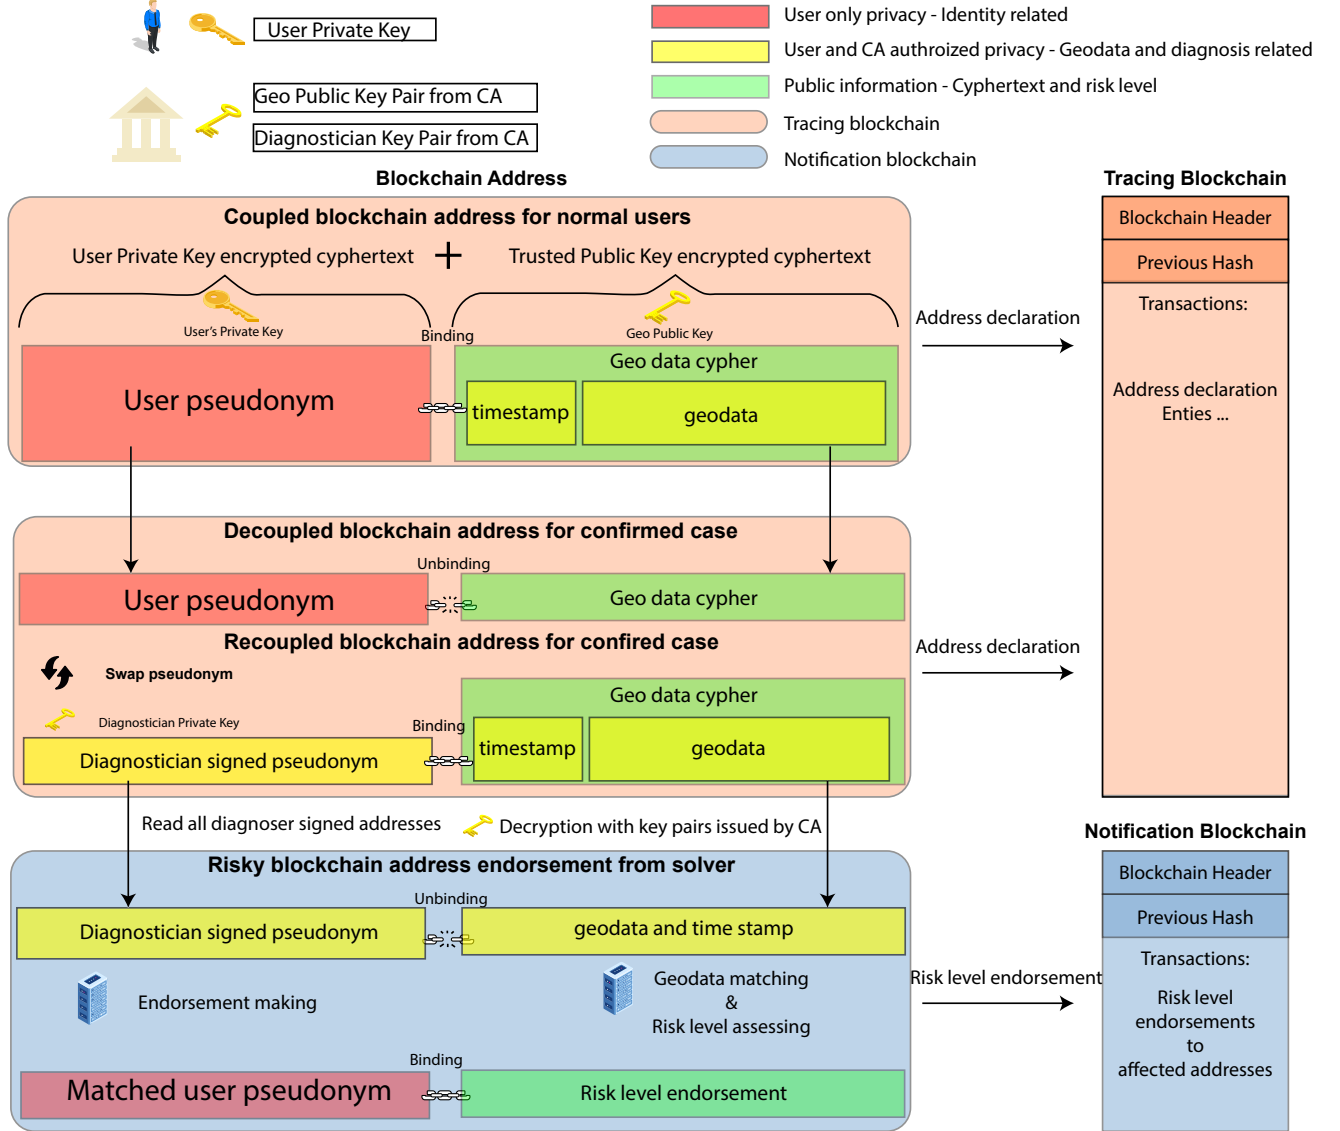 User Private Key
Geo Public Key Pair from CA
Diagnostician Key Pair from CA
User only privacy - Identity related
User and CA authroized privacy - Geodata and diagnosis related
Public information - Cyphertext and risk level
Tracing blockchain
Notification blockchain
Blockchain Address
Coupled blockchain address for normal users
User Private Key encrypted cyphertext
Trusted Public Key encrypted cyphertext
User's Private Key
Binding
Geo Public Key
User pseudonym
Geo data cypher
timestamp
geodata
Address declaration
Decoupled blockchain address for confirmed case
Unbinding
User pseudonym
Geo data cypher
Recoupled blockchain address for confired case
Swap pseudonym
Diagnostician Private Key
Binding
Diagnostician signed pseudonym
Geo data cypher
timestamp
geodata
Address declaration
Read all diagnoser signed addresses
Decryption with key pairs issued by CA
Risky blockchain address endorsement from solver
Unbinding
Diagnostician signed pseudonym
geodata and time stamp
Endorsement making
Geodata matching
&
Risk level assessing
Binding
Matched user pseudonym
Risk level endorsement
Risk level endorsement
Tracing Blockchain
Blockchain Header
Previous Hash
Transactions:
Address declaration
Enties ...
Notification Blockchain
Blockchain Header
Previous Hash
Transactions:
Risk level
endorsements
to
affected addresses